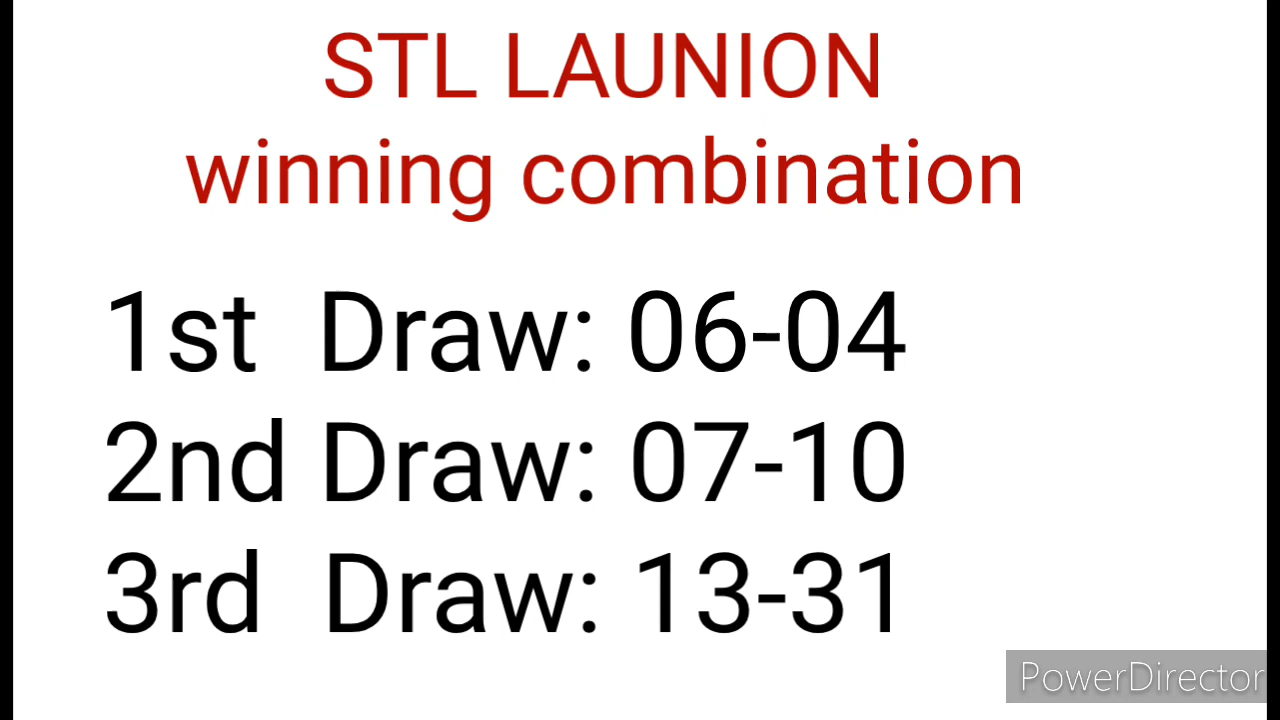 STL LAUNION
winning combination
1st Draw: 06-04
2nd Draw: 07-10
3rd Draw: 13-31
PowerDirector